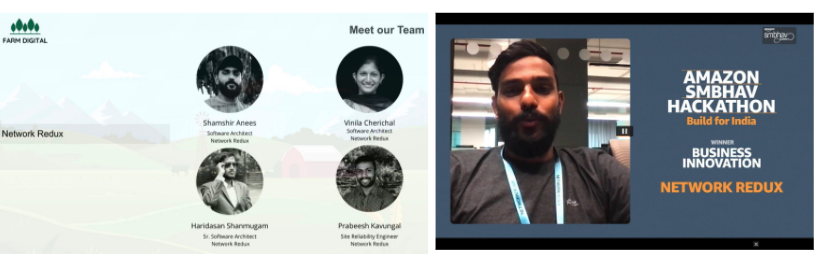 FARM DIGITAL
Meet our Team
Network Redux
Shamshir Anees
Software Architect
Network Redux
Vinila Cherichal
Software Architect
Network Redux
Haridasan Shanmugam
Sr. Software Architect
Network Redux
Prabeesh Kavungal
Site Reliability Engineer
Network Redux
smbhav
AMAZON
SMBHAV
HACKATHON
Build for India
WINNER
BUSINESS
INNOVATION
NETWORK REDUX